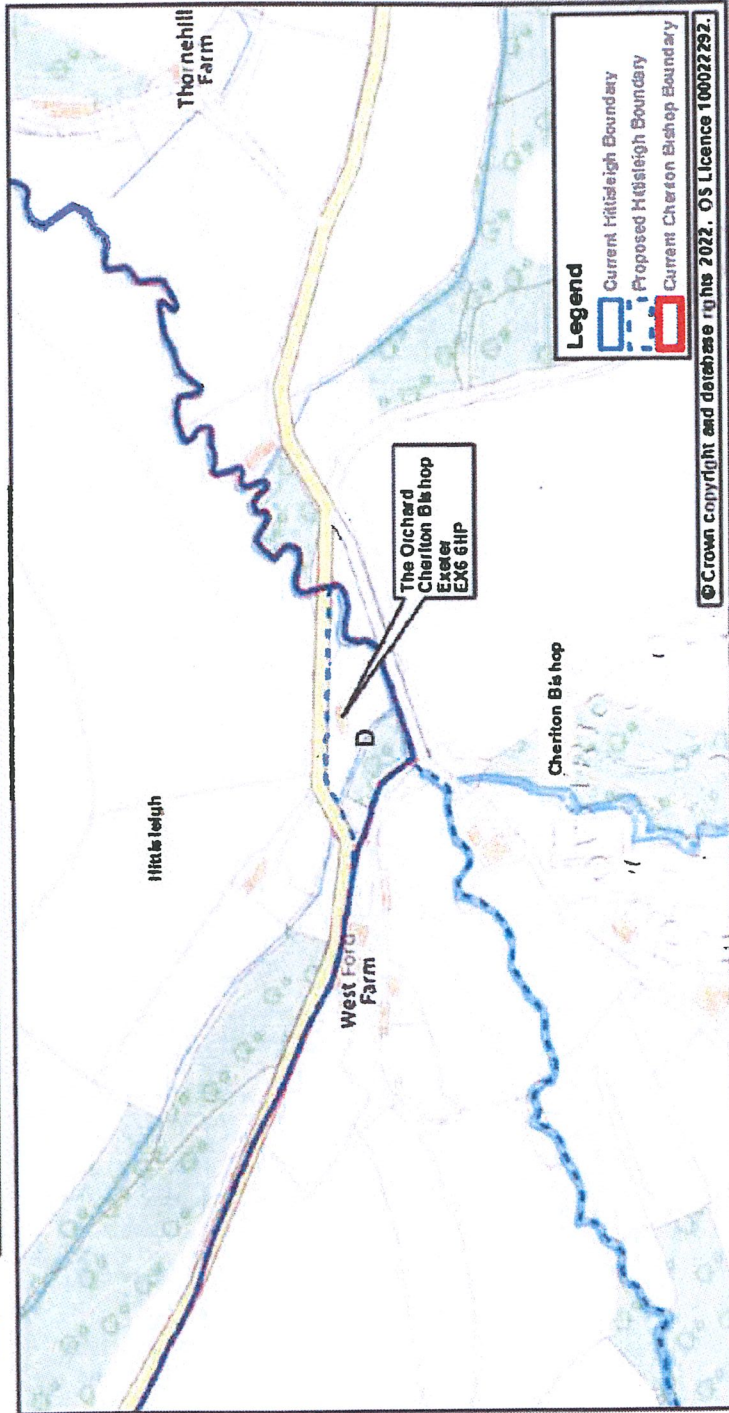 Thornehill
Farm
Hittisleigh
West Ford
Farm
D
The Orchard
Cheriton Bishop
Exeter
EX6 6HP
Cheriton Bishop
Legend
Current Hittisleigh Boundary
Proposed Hittisleigh Boundary
Current Cheriton Bishop Boundary
© Crown copyright and database rights 2022. OS Licence 100022292.